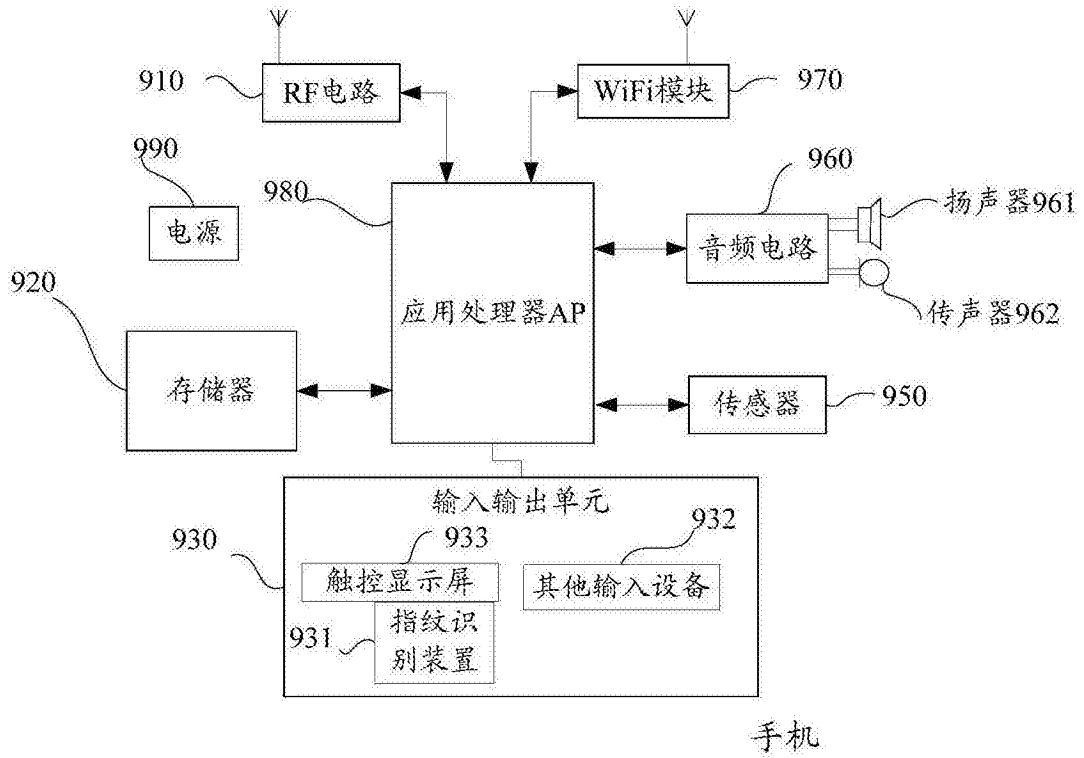 910
RF电路
WiFi模块
970
990
电源
980
960
音频电路
扬声器961
传声器962
920
存储器
应用处理器AP
传感器
950
输入输出单元
930
933
932
触控显示屏
其他输入设备
931
指纹识
别装置
手机